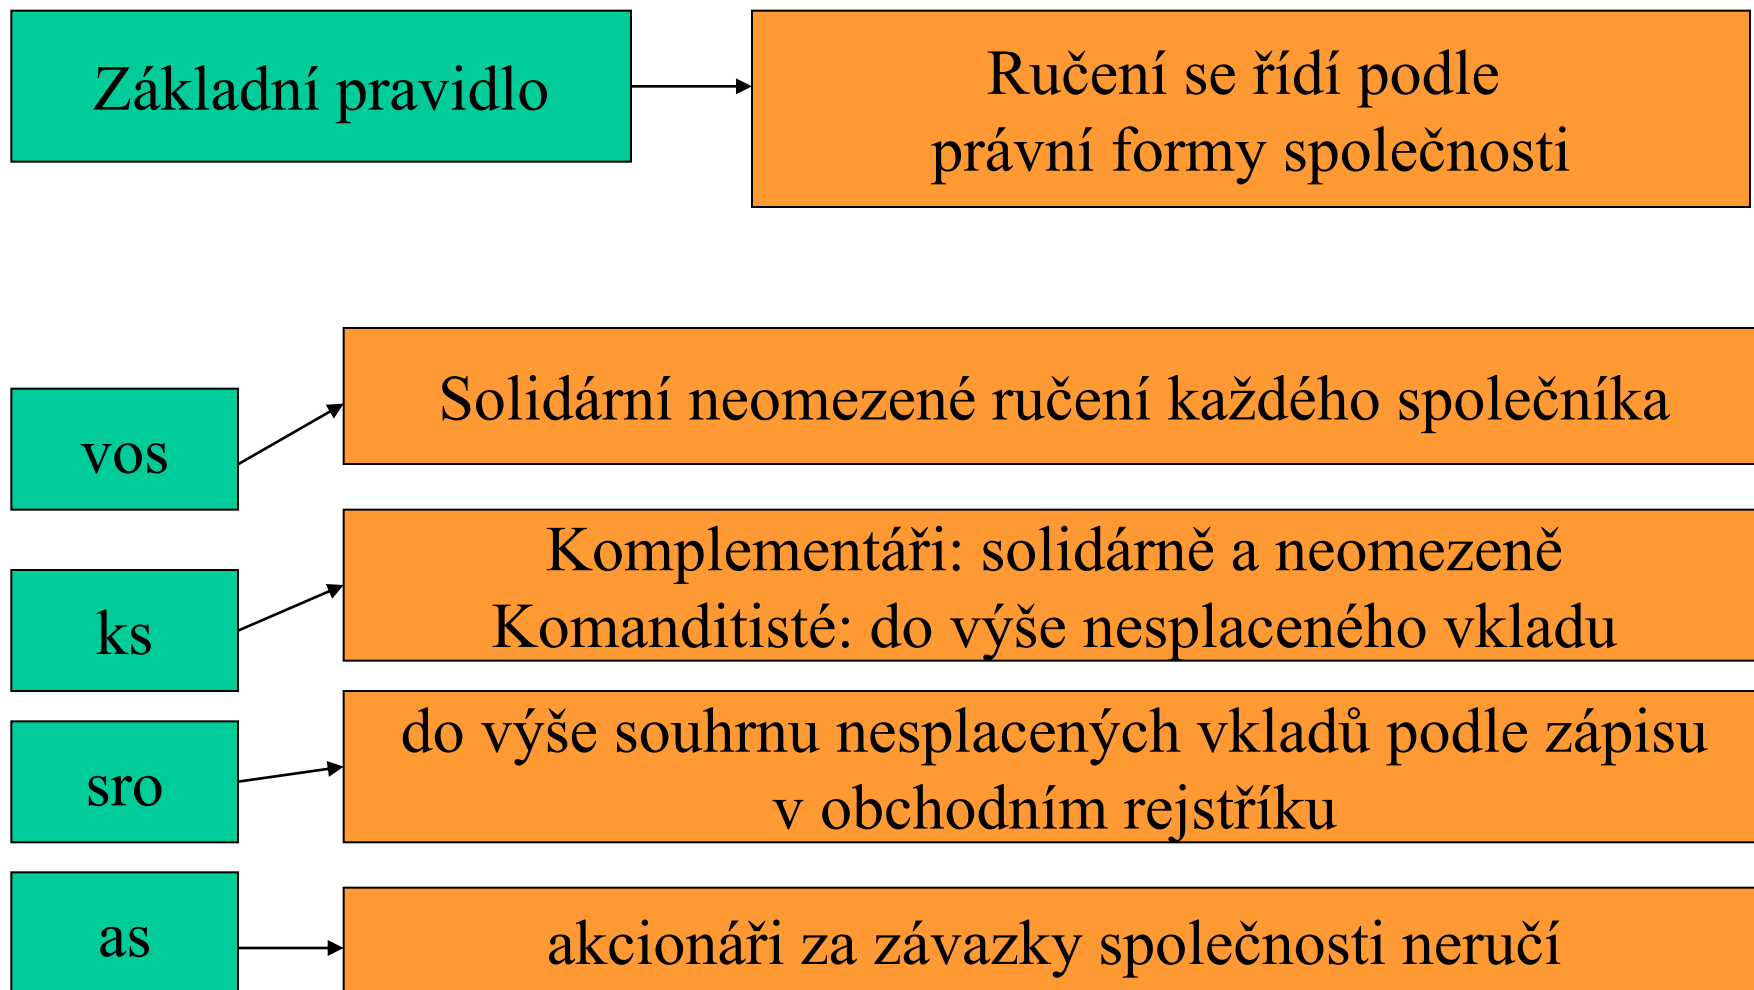 Základní pravidlo
Ručení se řídí podle
právní formy společnosti
vos
Solidární neomezené ručení každého společníka
ks
Komplementáři: solidárně a neomezeně
Komanditisté: do výše nesplaceného vkladu
sro
do výše souhrnu nesplacených vkladů podle zápisu
v obchodním rejstříku
as
akcionáři za závazky společnosti neručí